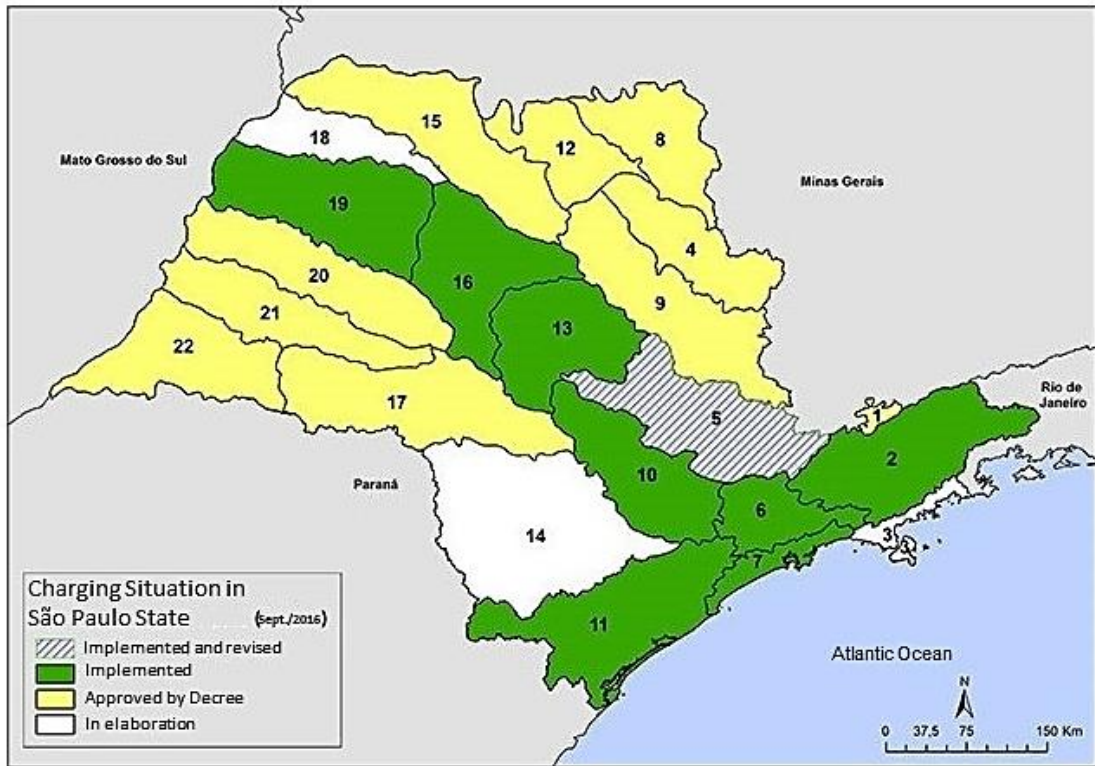 15
18
12
8
Mato Grosso do Sul
Minas Gerais
19
4
20
16
9
21
13
22
17
5
1
Rio de
Janeiro
2
Paraná
10
6
14
3
3
7
11
Charging Situation in
São Paulo State (Sept./2016)
Implemented and revised
Implemented
Approved by Decree
In elaboration
Atlantic Ocean
N
0 37,5 75 150 Km